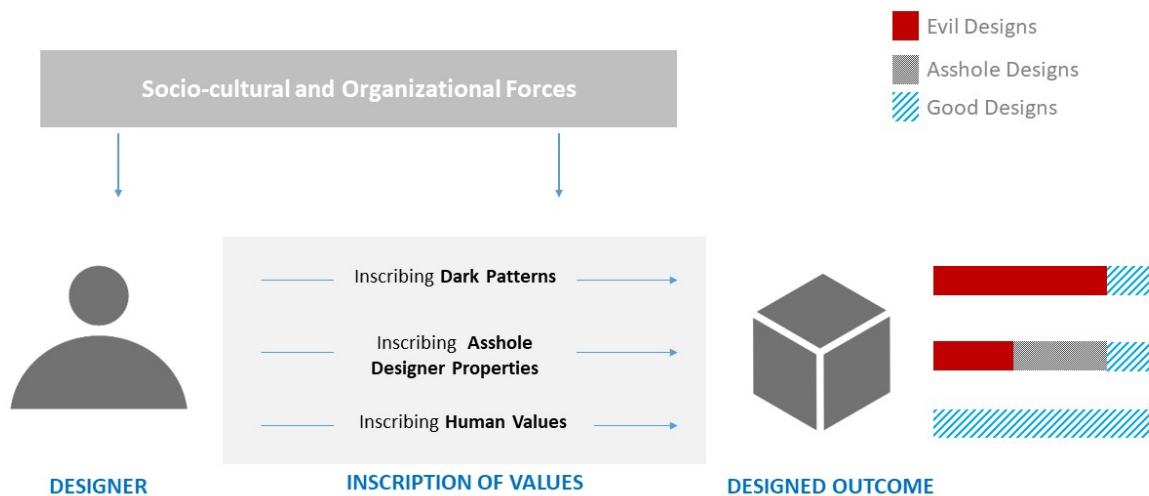 Evil Designs
Socio-cultural and Organizational Forces
Asshole Designs
Good Designs
Inscribing Dark Patterns
Inscribing Asshole
Designer Properties
Inscribing Human Values
DESIGNER
INSCRIPTION OF VALUES
DESIGNED OUTCOME